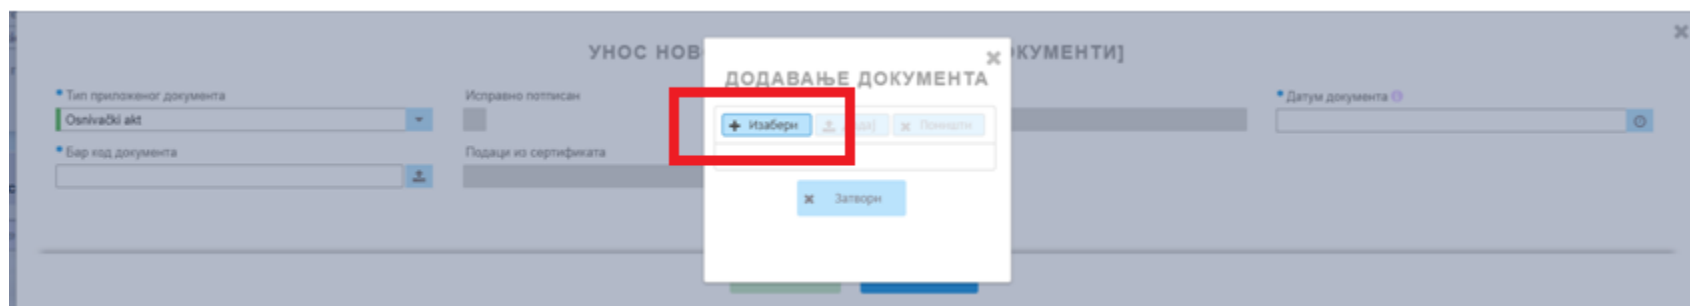 УНОС НОВ КУМЕНТИ]
ДОДАВАЊЕ ДОКУМЕНТА
Тип приложеног документа
Исправно потписан
Датум документа
Osnivački akt
Изабери
Поништи
Бар код документа
Подаци из сертификата
Затвори